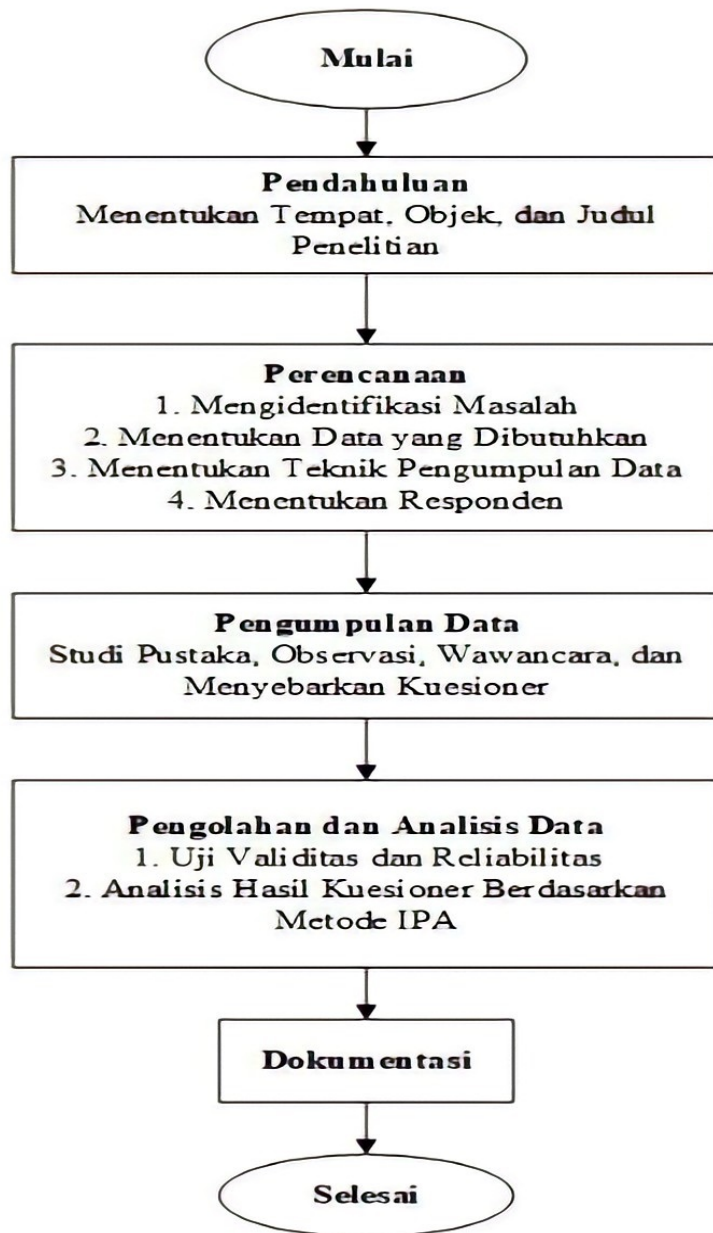 Mulai
Pendahuluan
Menentukan Tempat, Objek, dan Judul
Penelitian
Perencanaan
1. Mengidentifikasi Masalah
2. Menentukan Data yang Dibutuhkan
3. Menentukan Teknik Pengumpulan Data
4. Menentukan Responden
Pengumpulan Data
Studi Pustaka, Observasi, Wawancara, dan
Menyebarkan Kuesioner
Pengolahan dan Analisis Data
1. Uji Validitas dan Reliabilitas
2. Analisis Hasil Kuesioner Berdasarkan
Metode IPA
Dokumentasi
Selesai